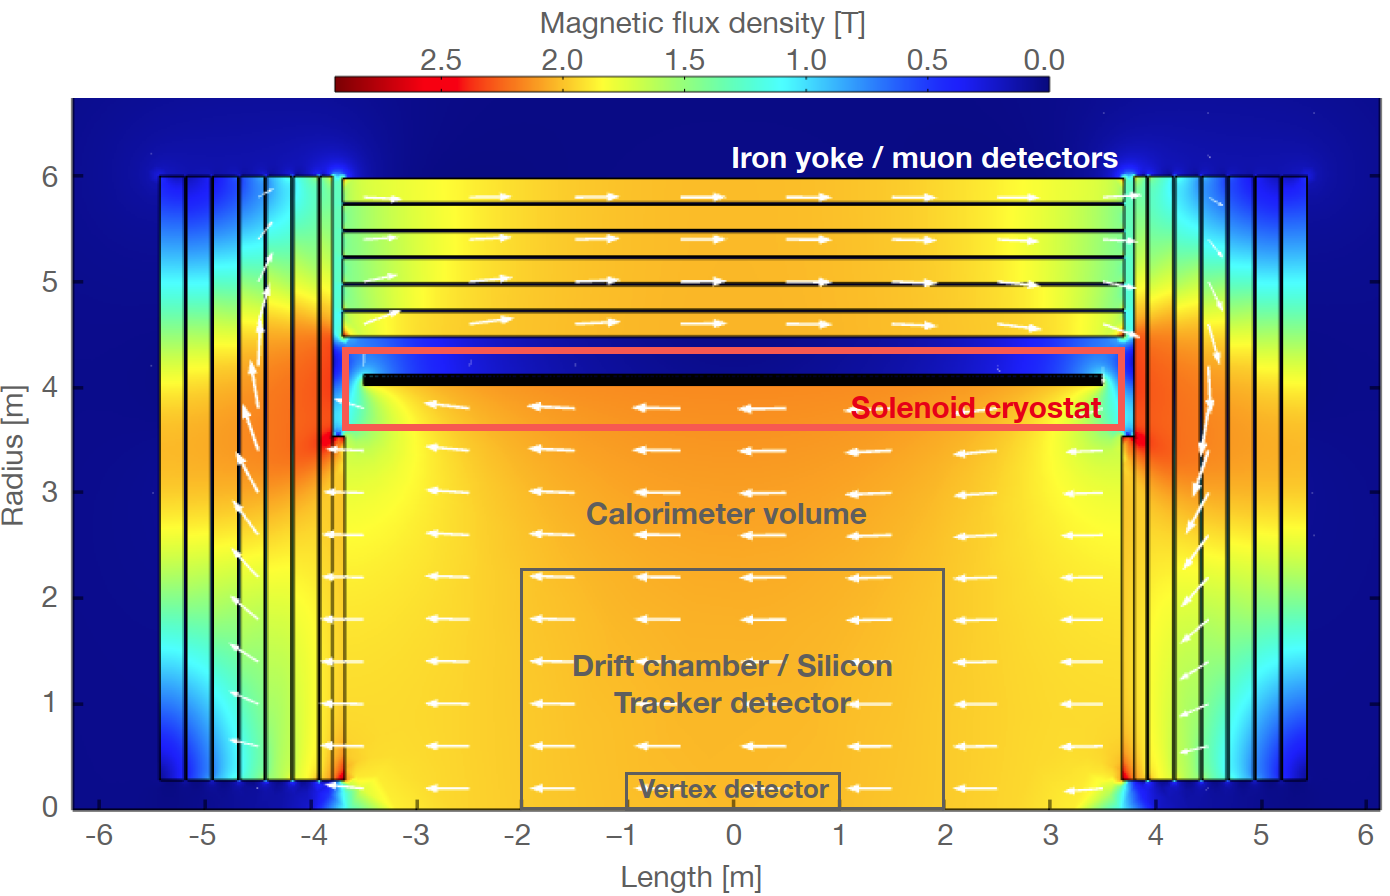 Magnetic flux density [T]
2.5 2.0 1.5 1.0 0.5 0.0
Iron yoke / muon detectors
6
5
4
3
2
1
0
Radius [m]
Solenoid cryostat
Calorimeter volume
Drift chamber / Silicon
Tracker detector
Vertex detector
-6 -5 -4 -3 -2 –1 0 1 2 3 4 5 6
Length [m]